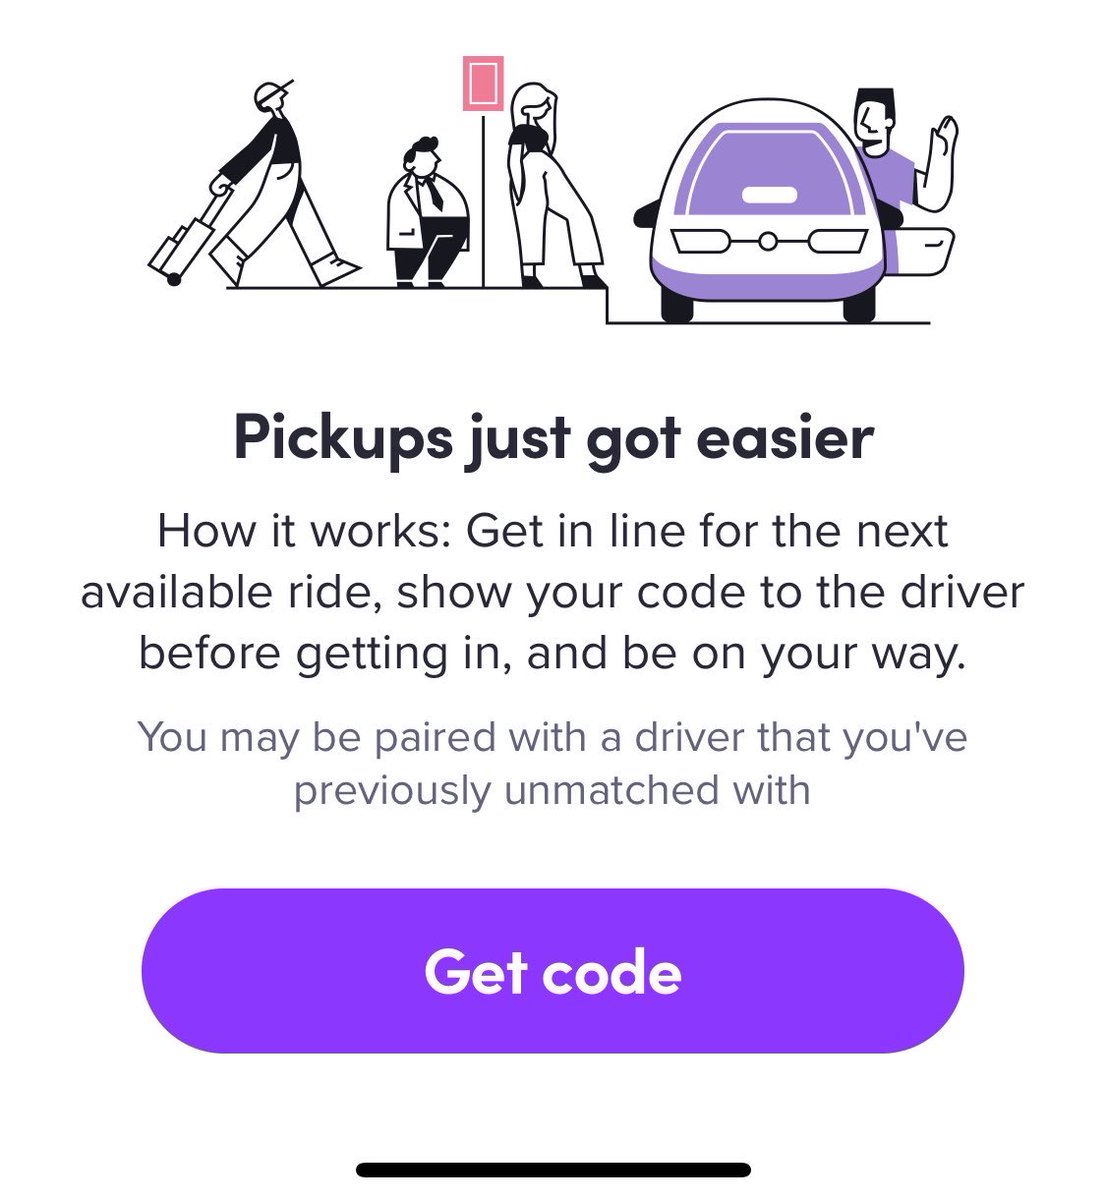 Pickups just got easier
How it works: Get in line for the next
available ride, show your code to the driver
before getting in, and be on your way.
You may be paired with a driver that you've
previously unmatched with
Get code